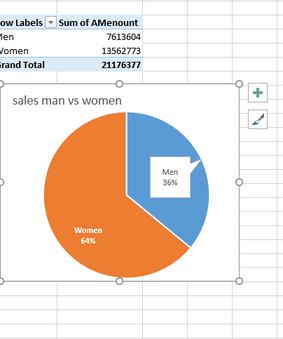 ow Labels Sum of AMenount
Men 7613604
Women 13562773
Grand Total 21176377
sales man vs women
Men
36%
Women
64%